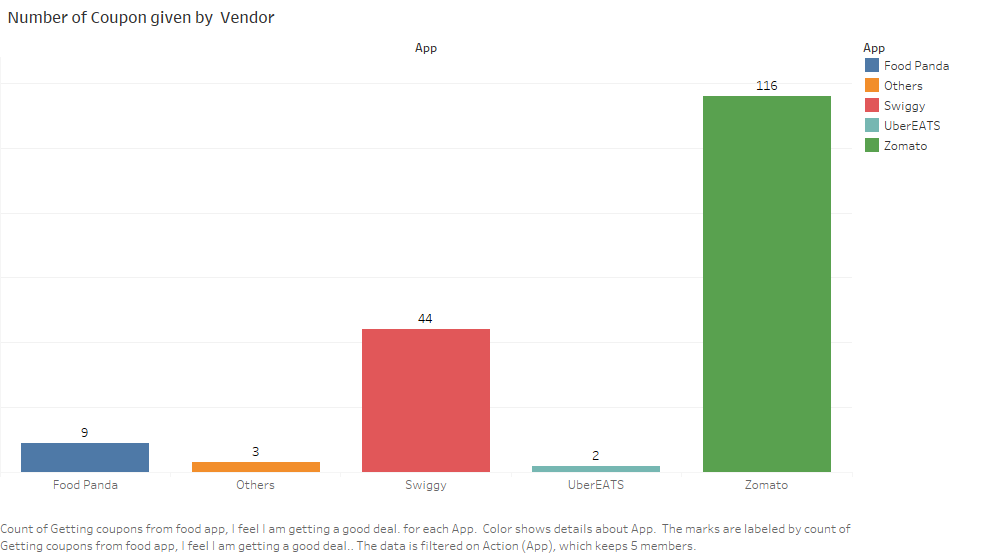 Number of Coupon given by  Vendor
App
App
Food Panda
Others
Swiggy
UberEATS
Zomato
116
44
9
3
2
Food Panda
Others
Swiggy
UberEATS
Zomato
Count of Getting coupons from food app, I feel I am getting a good deal. for each App.  Color shows details about App.  The marks are labeled by count of
Getting coupons from food app, I feel I am getting a good deal.. The data is filtered on Action (App), which keeps 5 members.